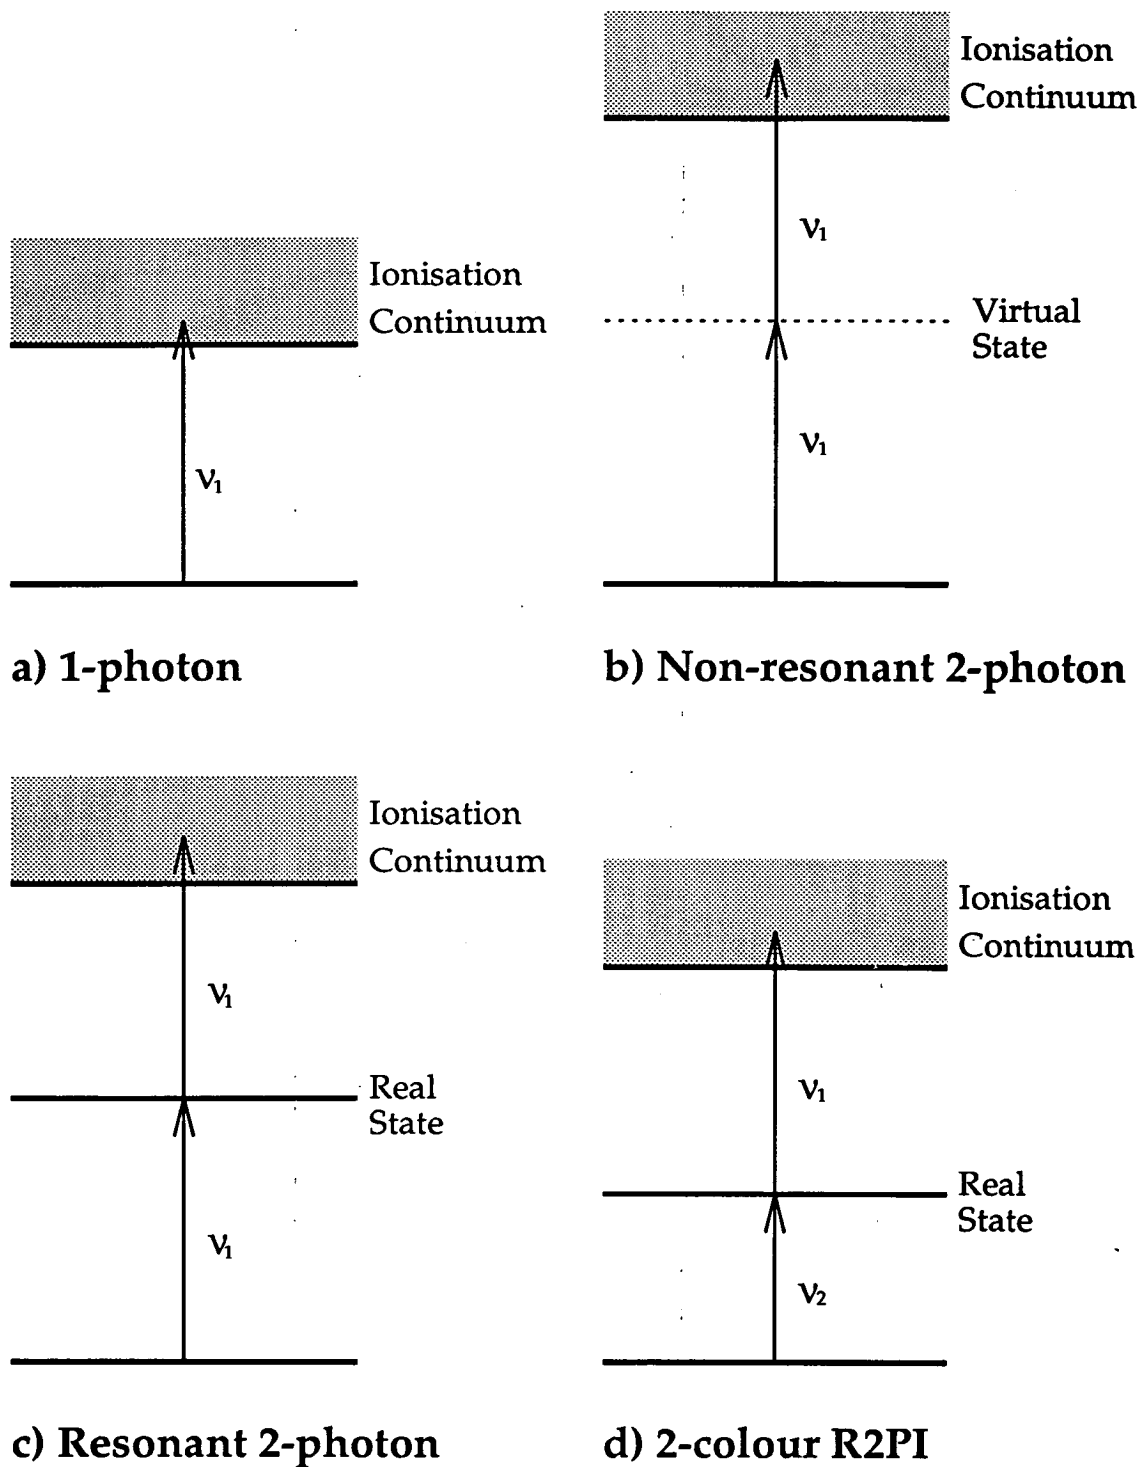 Ionisation
Continuum
ν₁
a) 1-photon
Ionisation
Continuum
ν₁
Virtual
State
ν₁
b) Non-resonant 2-photon
Ionisation
Continuum
ν₁
Real
State
ν₁
c) Resonant 2-photon
Ionisation
Continuum
ν₁
Real
State
ν₂
d) 2-colour R2PI